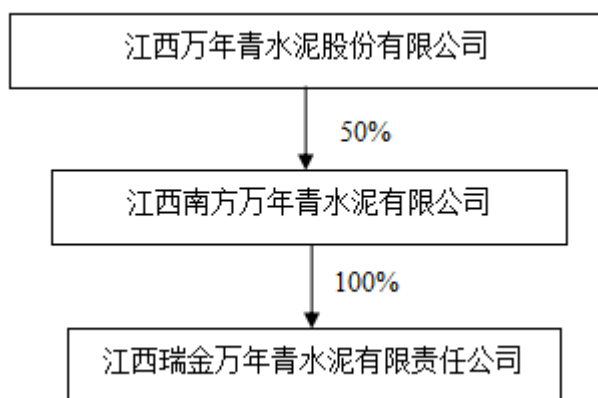 江西万年青水泥股份有限公司
50%
江西南方万年青水泥有限公司
100%
江西瑞金万年青水泥有限责任公司